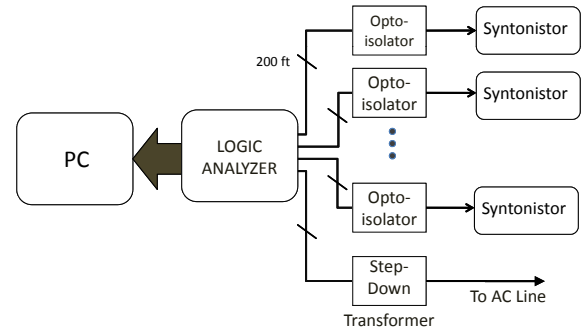 Opto-
isolator
Syntonistor
200 ft
Opto-
isolator
Syntonistor
PC
LOGIC
ANALYZER
Opto-
isolator
Syntonistor
Step-
Down
To AC Line
Transformer